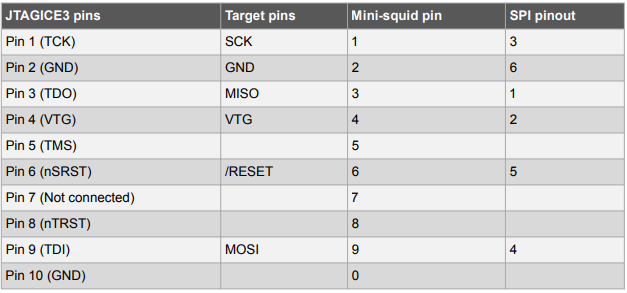 JTAGICE3 pins Target pins Mini-squid pin SPI pinout
Pin 1 (TCK) SCK 1 3
Pin 2 (GND) GND 2 6
Pin 3 (TDO) MISO 3 1
Pin 4 (VTG) VTG 4 2
Pin 5 (TMS) 5
Pin 6 (nSRST) /RESET 6 5
Pin 7 (Not connected) 7
Pin 8 (nTRST) 8
Pin 9 (TDI) MOSI 9 4
Pin 10 (GND) 0